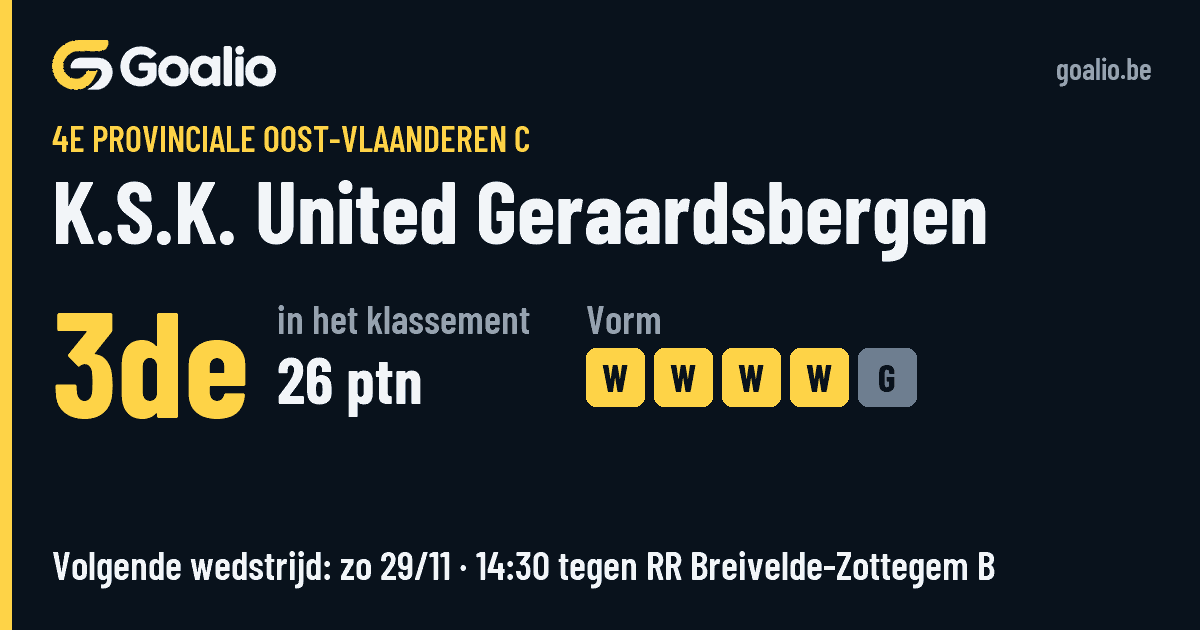 Goalio
goalio.be
4E PROVINCIALE OOST-VLAANDEREN C
K.S.K. United Geraardsbergen
3de
in het klassement
26 ptn
Vorm
W W W W G
Volgende wedstrijd: zo 29/11 · 14:30 tegen RR Breivelde-Zottegem B